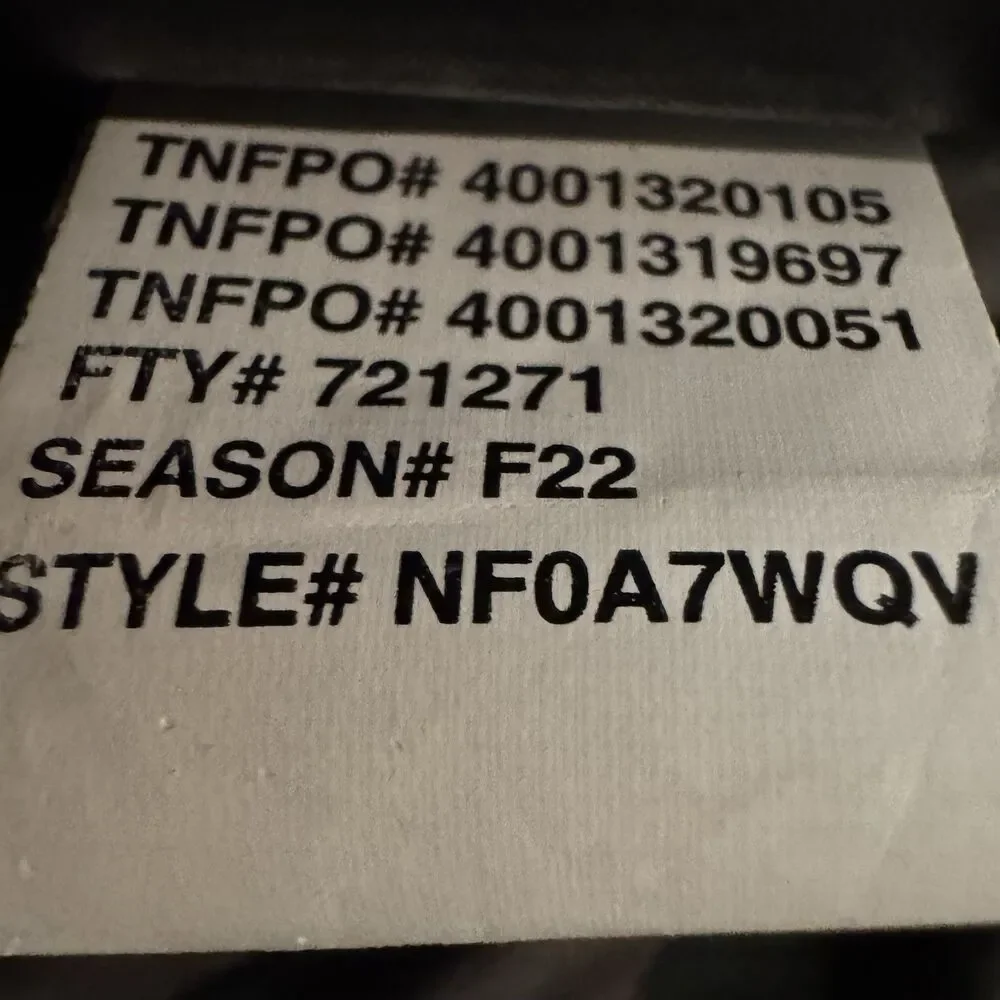 TNFPO# 4001320105
TNFPO# 4001319697
TNFPO# 4001320051
FTY# 721271
SEASON# F22
STYLE# NF0A7WQV